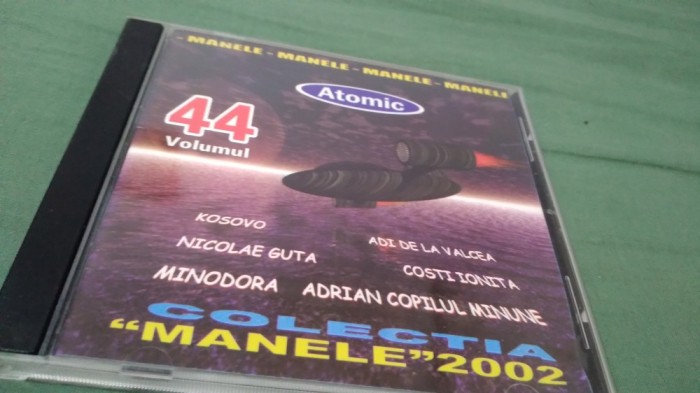 - MANELE - MANELE - MANELE - MANELE
Atomic
44
Volumul
KOSOVO
ADI DE LA VALCEA
NICOLAE GUTA
COSTI IONITA
MINODORA
ADRIAN COPILUL MINUNE
COLECTIA
“MANELE” 2002